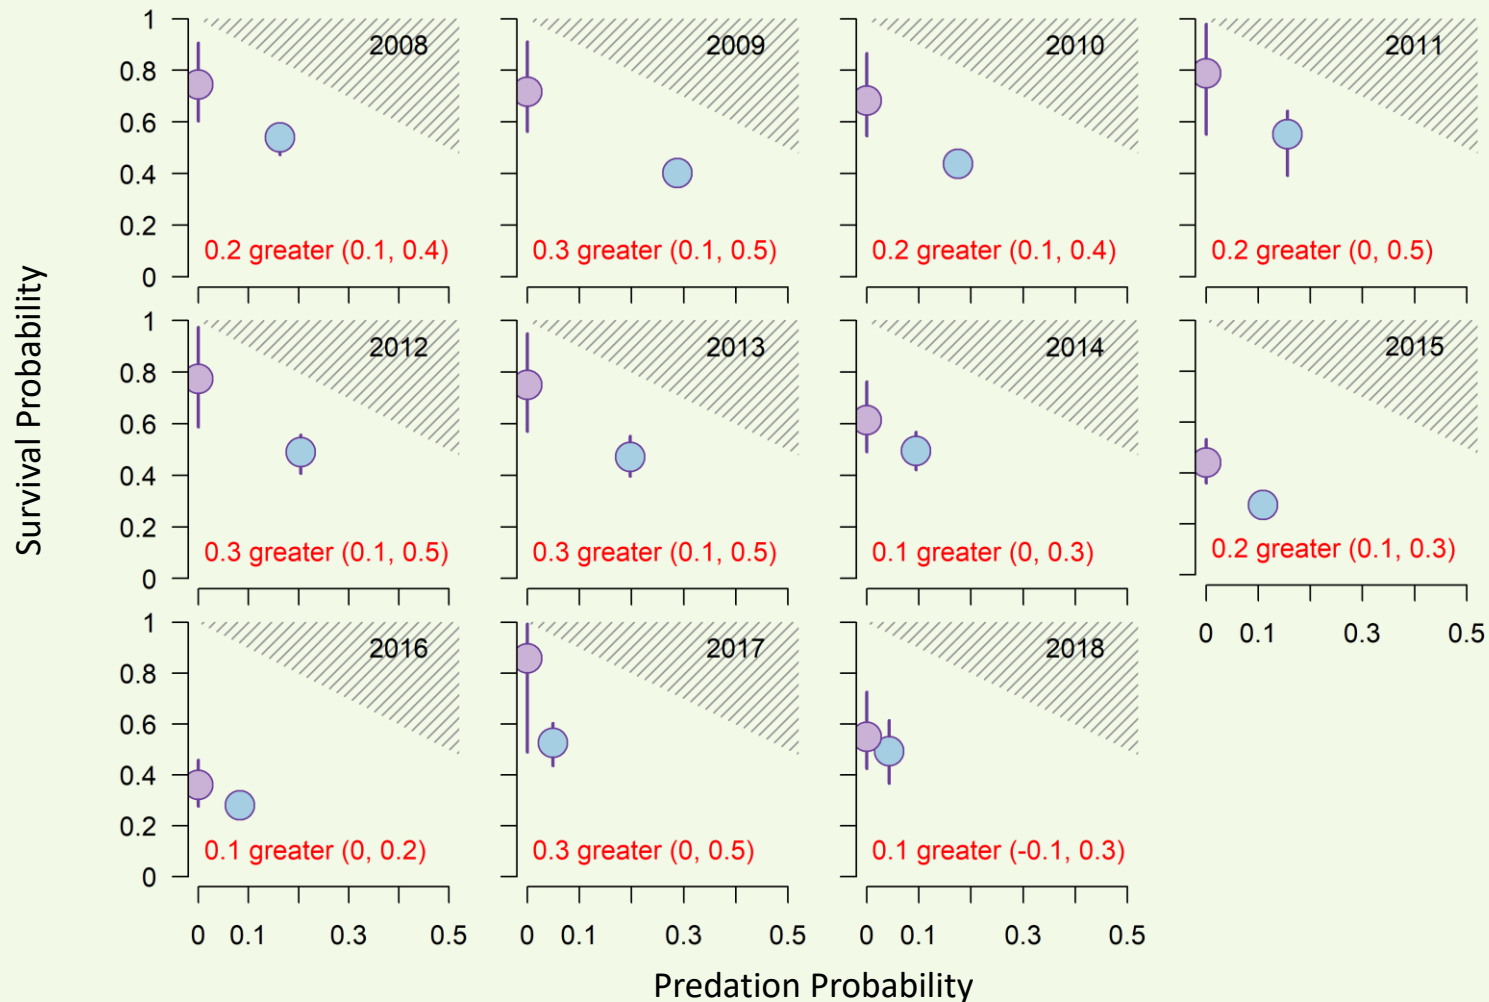 Survival Probability
1
0.8
0.6
0.4
0.2
0
2008
0.2 greater (0.1, 0.4)
2009
0.3 greater (0.1, 0.5)
2010
0.2 greater (0.1, 0.4)
2011
0.2 greater (0, 0.5)
1
0.8
0.6
0.4
0.2
0
2012
0.3 greater (0.1, 0.5)
2013
0.3 greater (0.1, 0.5)
2014
0.1 greater (0, 0.3)
2015
0.2 greater (0.1, 0.3)
0 0.1 0.3 0.5
1
0.8
0.6
0.4
0.2
0
2016
0.1 greater (0, 0.2)
2017
0.3 greater (0, 0.5)
2018
0.1 greater (-0.1, 0.3)
0 0.1 0.3 0.5
0 0.1 0.3 0.5
0 0.1 0.3 0.5
Predation Probability